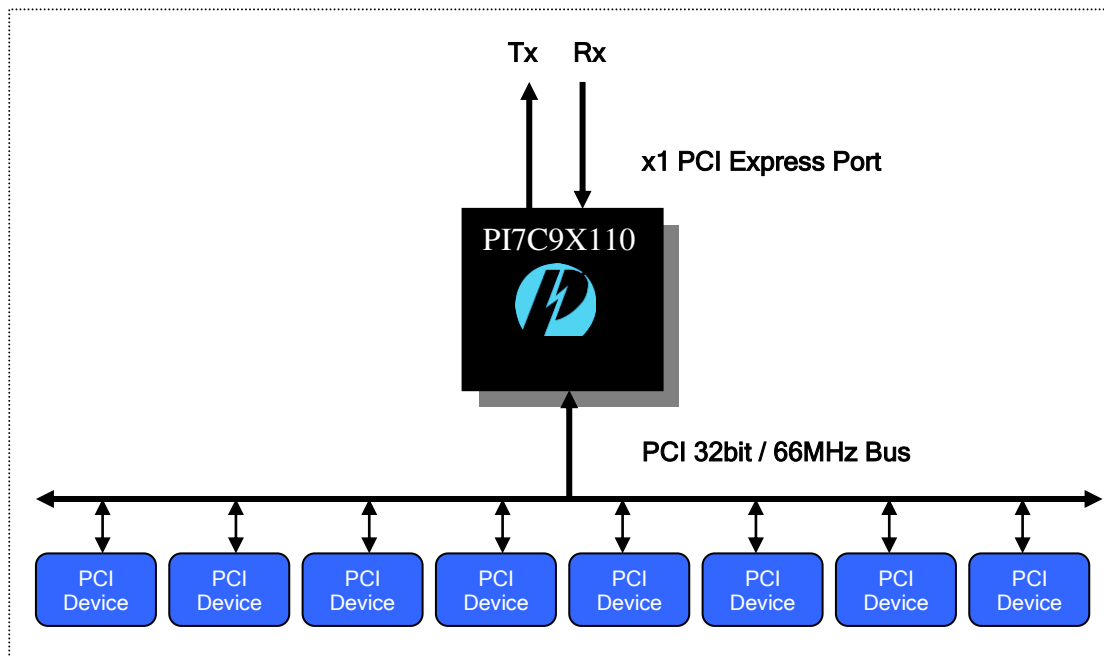 Tx Rx
x1 PCI Express Port
PI7C9X110
PCI 32bit / 66MHz Bus
PCI
Device
PCI
Device
PCI
Device
PCI
Device
PCI
Device
PCI
Device
PCI
Device
PCI
Device